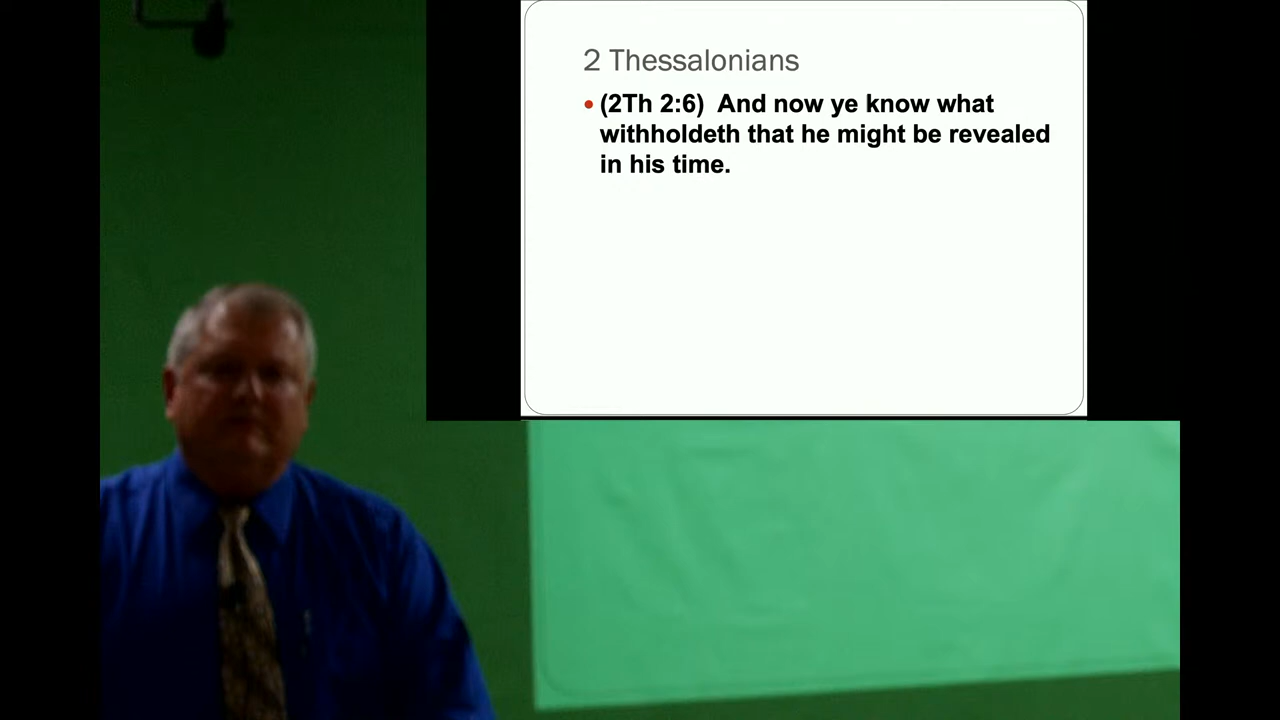 2 Thessalonians
• (2Th 2:6)  And now ye know what
withholdeth that he might be revealed
in his time.